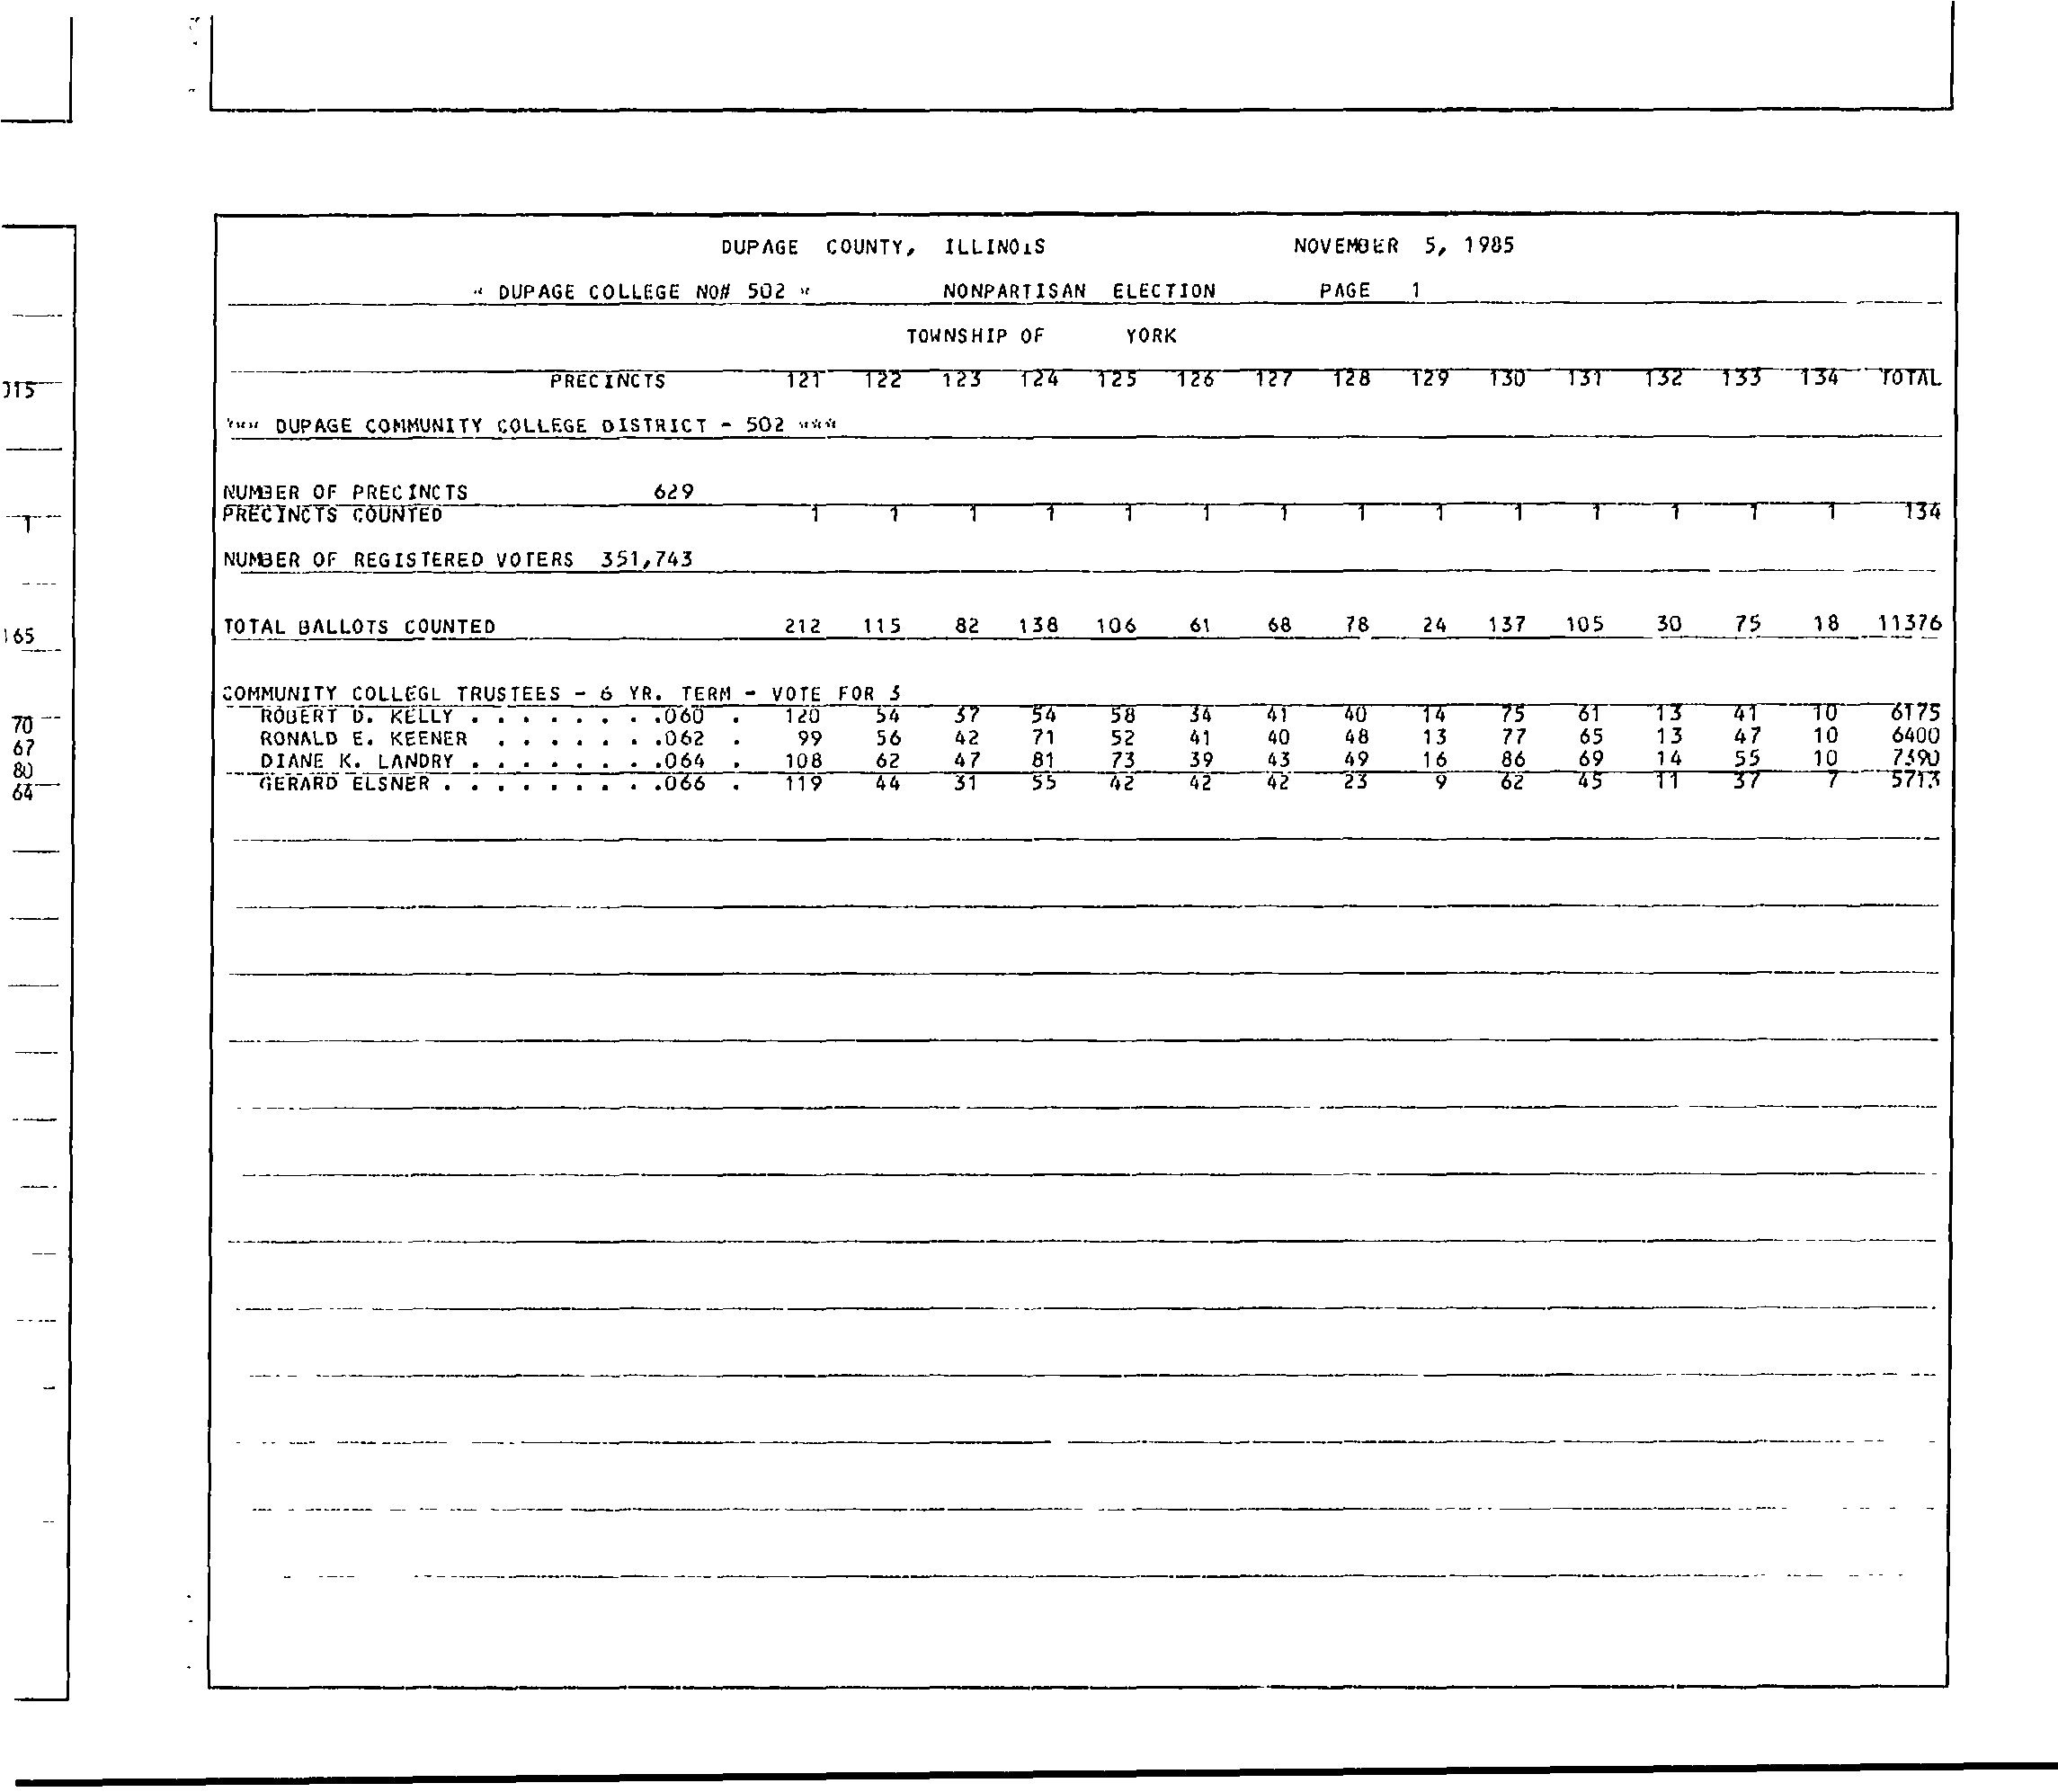 DUPAGE COUNTY, ILLINOIS NOVEMBER 5, 1985
* DUPAGE COLLEGE NO# 502 * NONPARTISAN ELECTION PAGE 1
TOWNSHIP OF YORK
PRECINCTS 121 122 123 124 125 126 127 128 129 130 131 132 133 134 TOTAL
*** DUPAGE COMMUNITY COLLEGE DISTRICT - 502 ***
NUMBER OF PRECINCTS 629
PRECINCTS COUNTED 1 1 1 1 1 1 1 1 1 1 1 1 1 1 134
NUMBER OF REGISTERED VOTERS 351,743
TOTAL BALLOTS COUNTED 212 115 82 138 106 61 68 78 24 137 105 30 75 18 11376
COMMUNITY COLLEGE TRUSTEES - 6 YR. TERM - VOTE FOR 3
ROBERT D. KELLY . . . . . . . .060 . 120 54 37 54 58 34 41 40 14 75 61 13 41 10 6175
RONALD E. KEENER . . . . . . .062 . 99 56 42 71 52 41 40 48 13 77 65 13 47 10 6400
DIANE K. LANDRY . . . . . . . .064 . 108 62 47 81 73 39 43 49 16 86 69 14 55 10 7390
GERARD ELSNER . . . . . . . . .066 . 119 44 31 55 42 42 42 23 9 62 45 11 37 7 5713
015
1
165
70
67
80
64